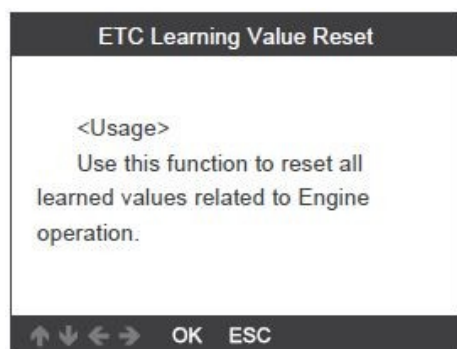 ETC Learning Value Reset
<Usage>
Use this function to reset all
learned values related to Engine
operation.
OK ESC